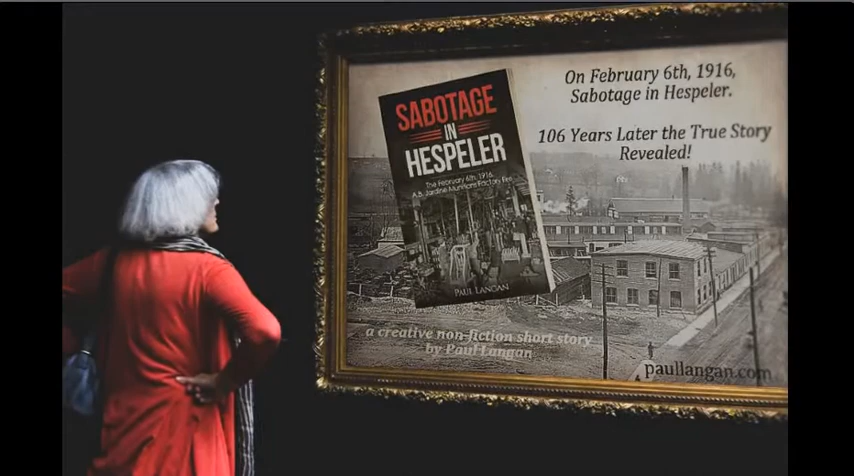 SABOTAGE
IN
HESPELER
The February 6th, 1916
A.B. Jardine Munitions Factory Fire
PAUL LANGAN
On February 6th, 1916,
Sabotage in Hespeler.
106 Years Later the True Story
Revealed!
a creative non-fiction short story
by Paul Langan
paullangan.com